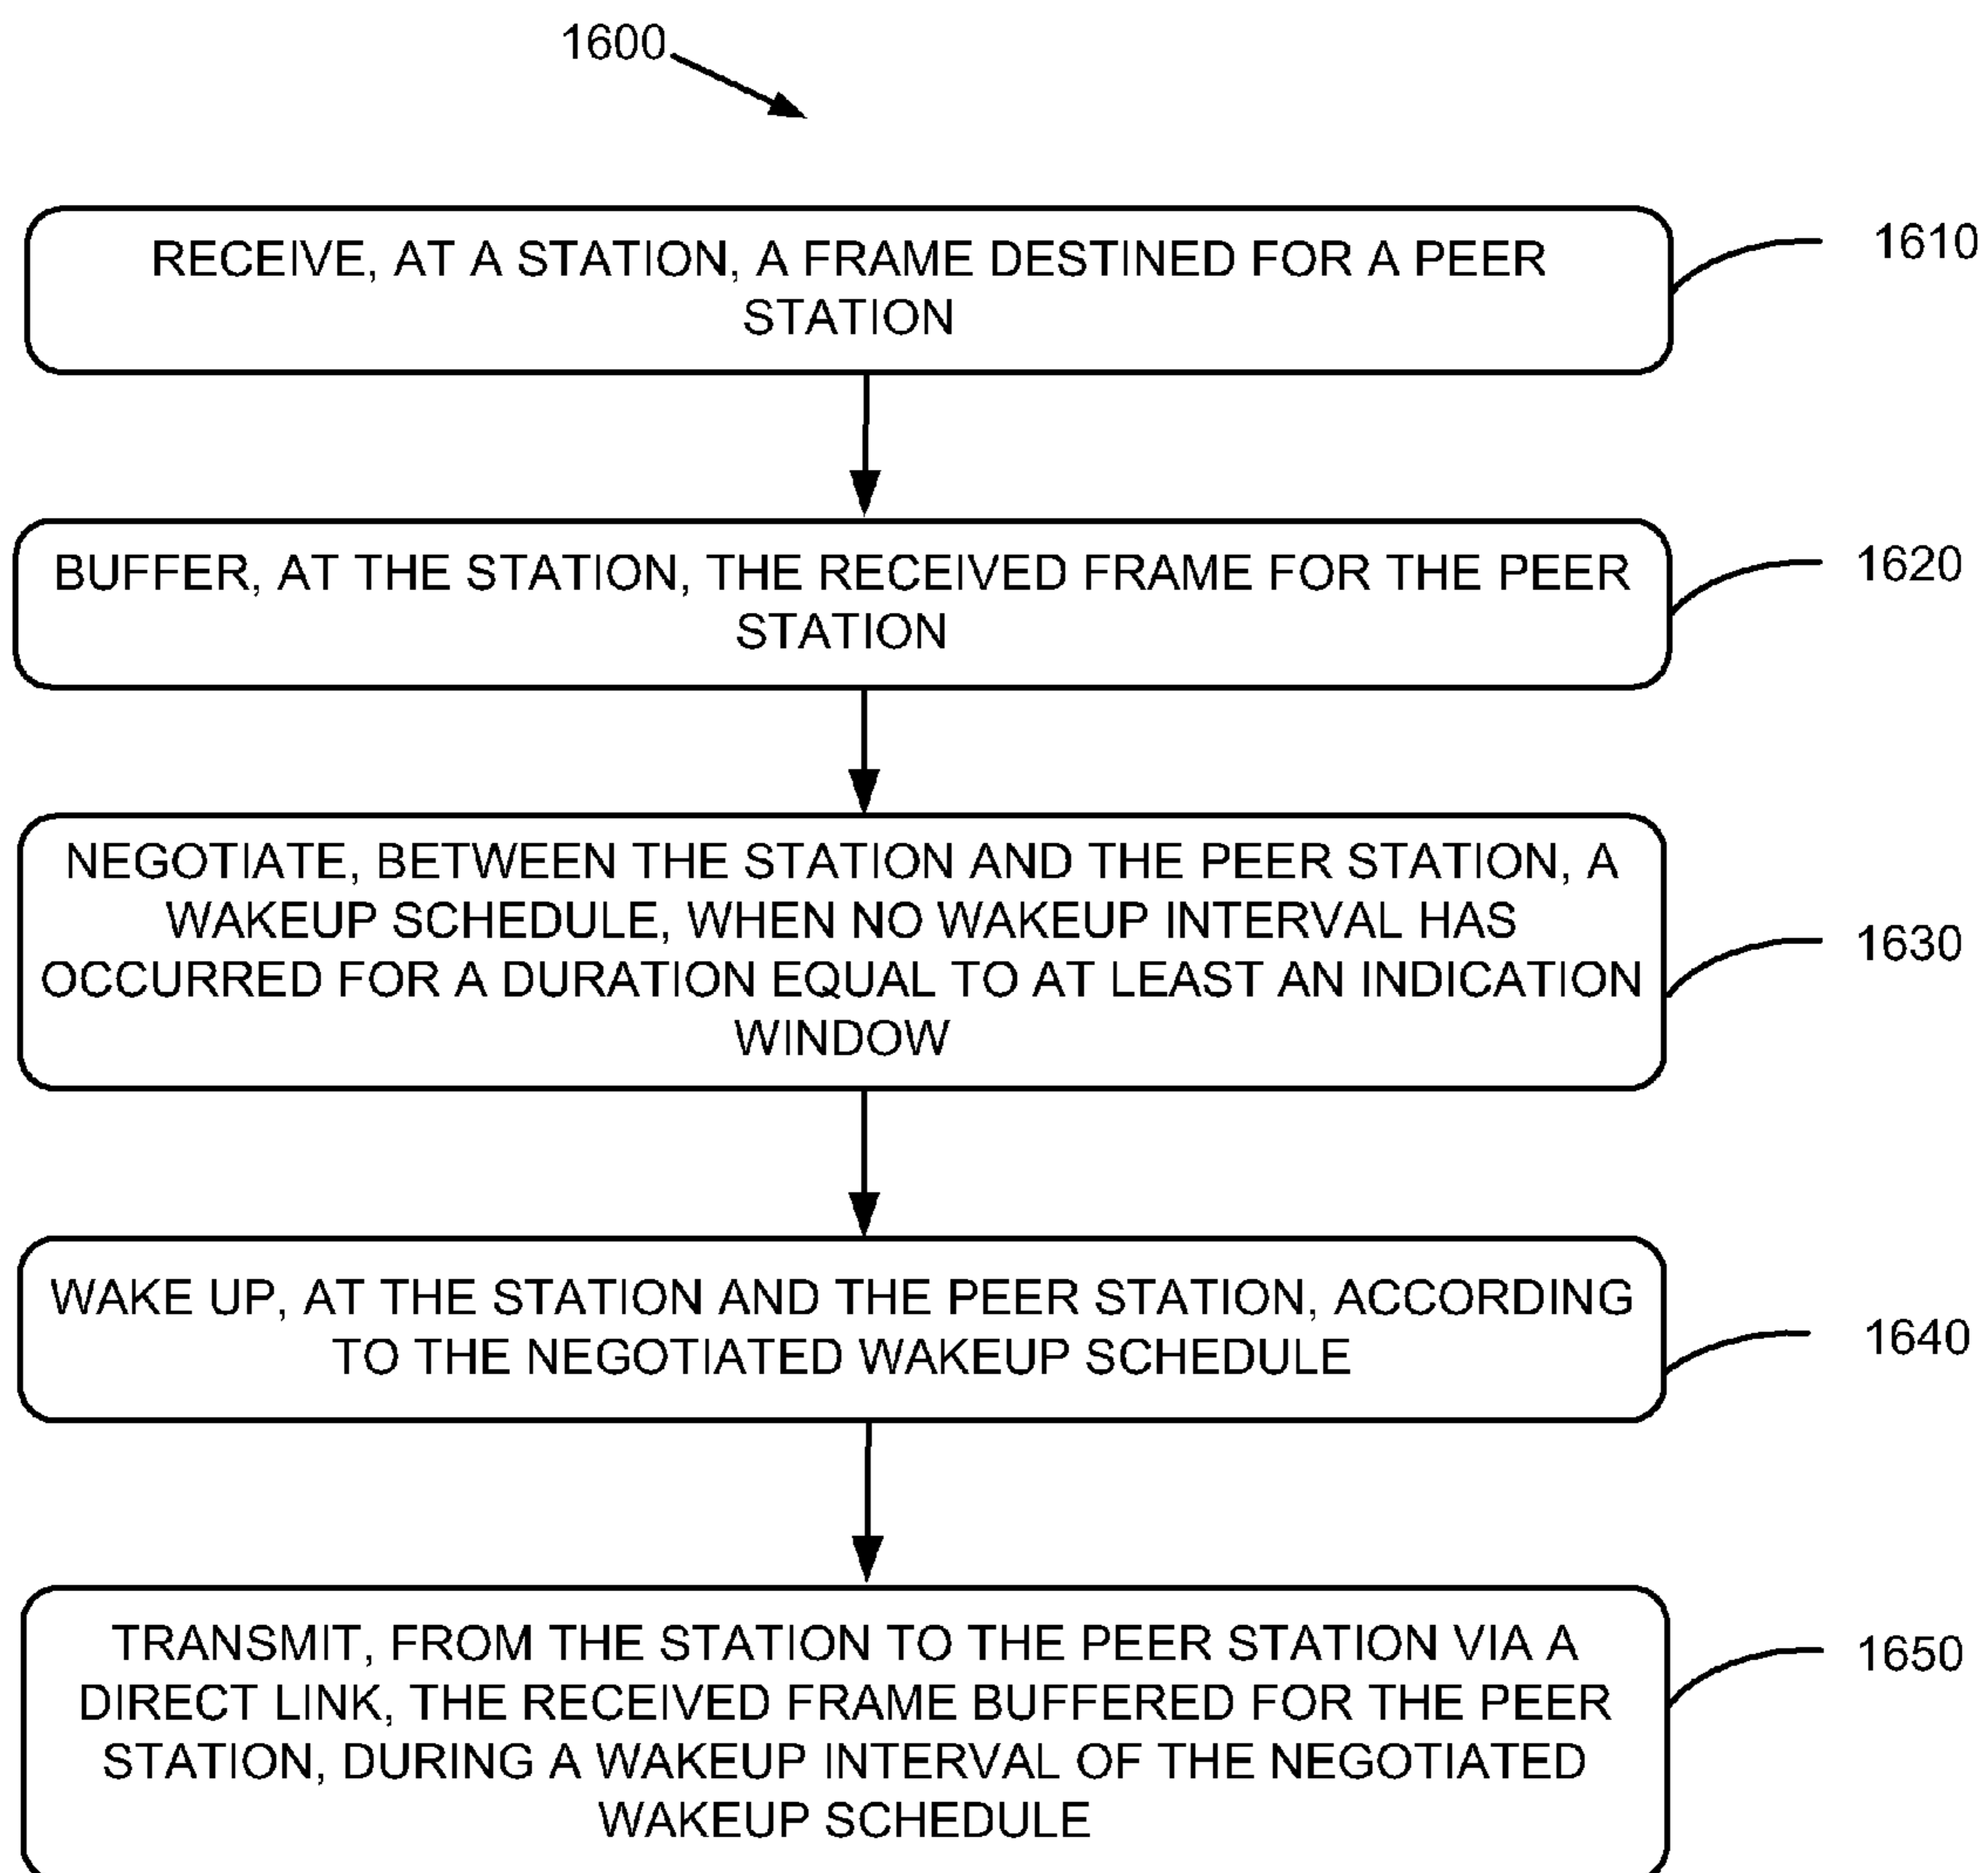 1600
RECEIVE, AT A STATION, A FRAME DESTINED FOR A PEER
STATION
1610
BUFFER, AT THE STATION, THE RECEIVED FRAME FOR THE PEER
STATION
1620
NEGOTIATE, BETWEEN THE STATION AND THE PEER STATION, A
WAKEUP SCHEDULE, WHEN NO WAKEUP INTERVAL HAS
OCCURRED FOR A DURATION EQUAL TO AT LEAST AN INDICATION
WINDOW
1630
WAKE UP, AT THE STATION AND THE PEER STATION, ACCORDING
TO THE NEGOTIATED WAKEUP SCHEDULE
1640
TRANSMIT, FROM THE STATION TO THE PEER STATION VIA A
DIRECT LINK, THE RECEIVED FRAME BUFFERED FOR THE PEER
STATION, DURING A WAKEUP INTERVAL OF THE NEGOTIATED
WAKEUP SCHEDULE
1650